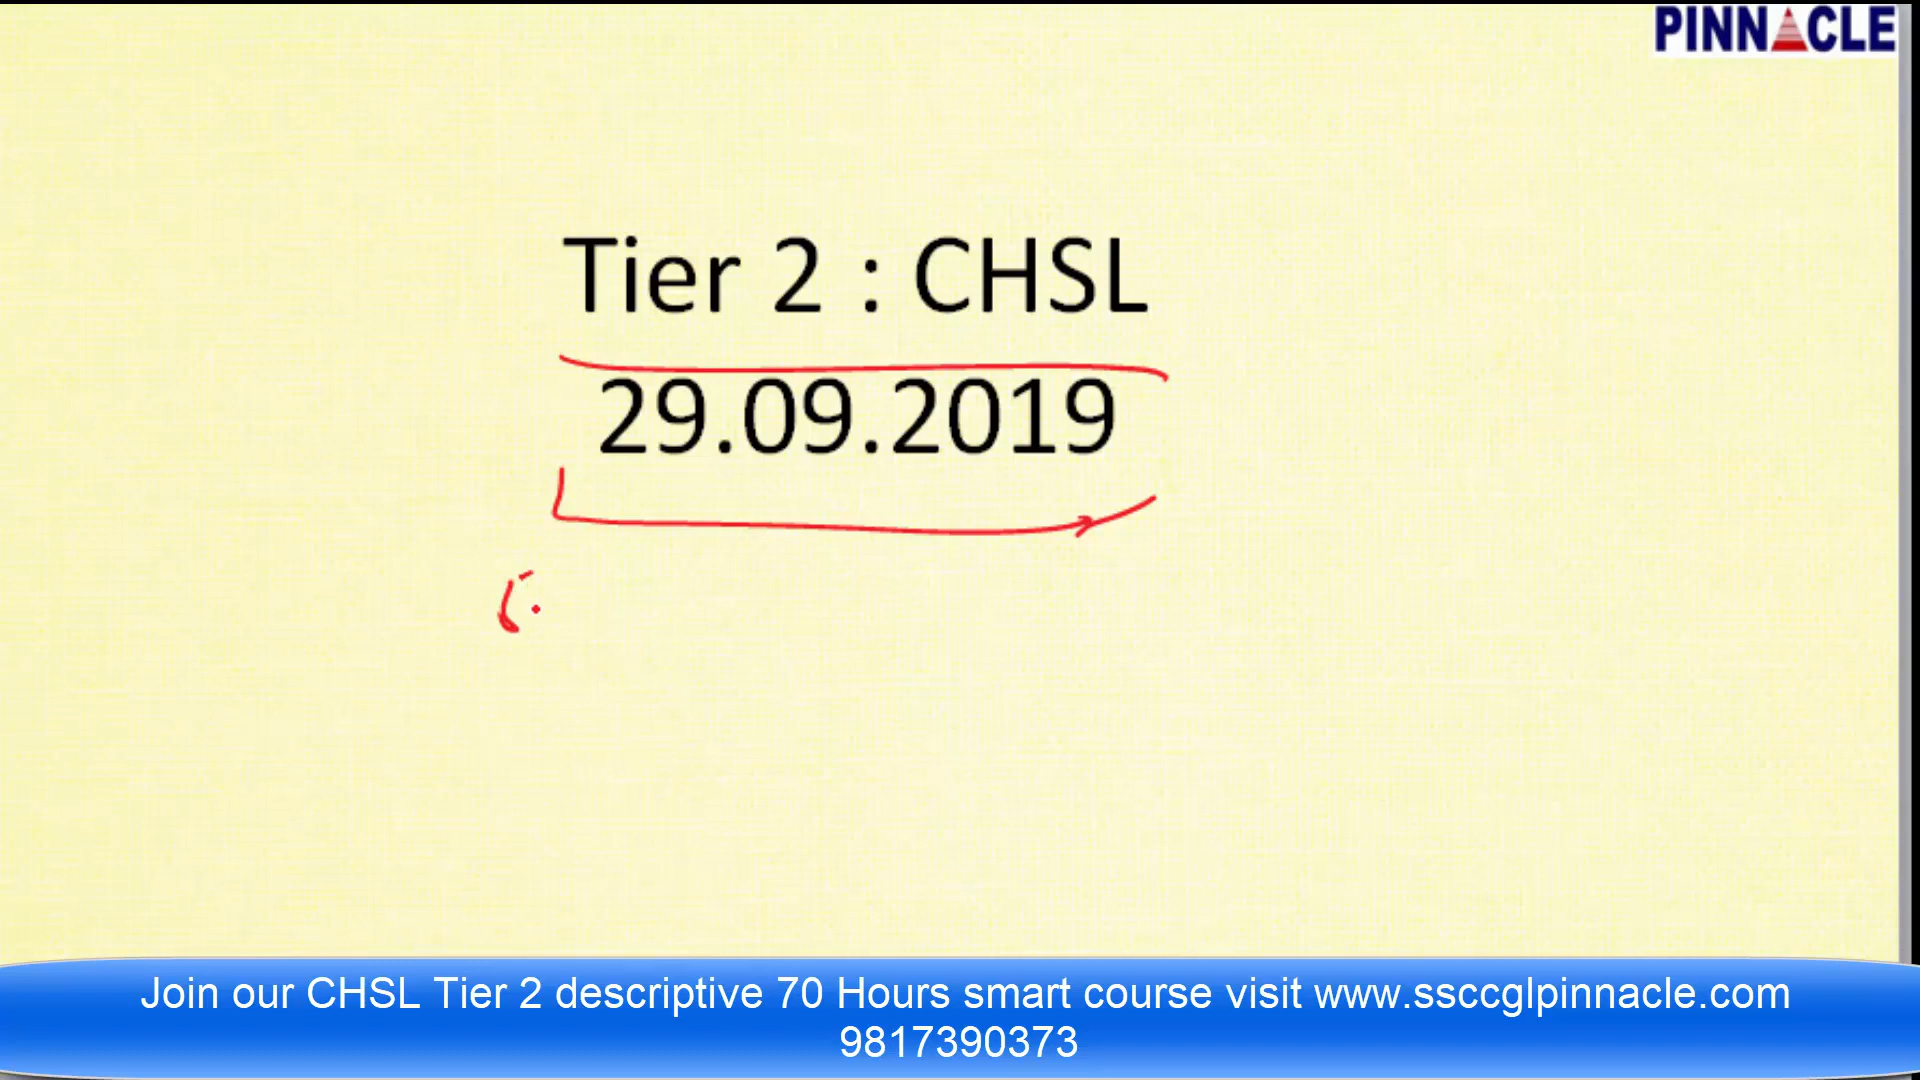 PINNACLE
Tier 2 : CHSL
29.09.2019
Join our CHSL Tier 2 descriptive 70 Hours smart course visit www.ssccglpinnacle.com
9817390373